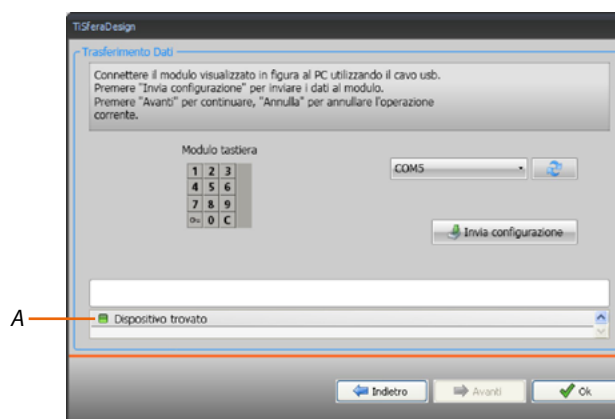 TiSferaDesign
Trasferimento Dati
Connettere il modulo visualizzato in figura al PC utilizzando il cavo usb.
Premere "Invia configurazione" per inviare i dati al modulo.
Premere "Avanti" per continuare, "Annulla" per annullare l'operazione
corrente.
Modulo tastiera
1 2 3
4 5 6
7 8 9
0 C
COM5
Invia configurazione
A
Dispositivo trovato
Indietro
Avanti
Ok